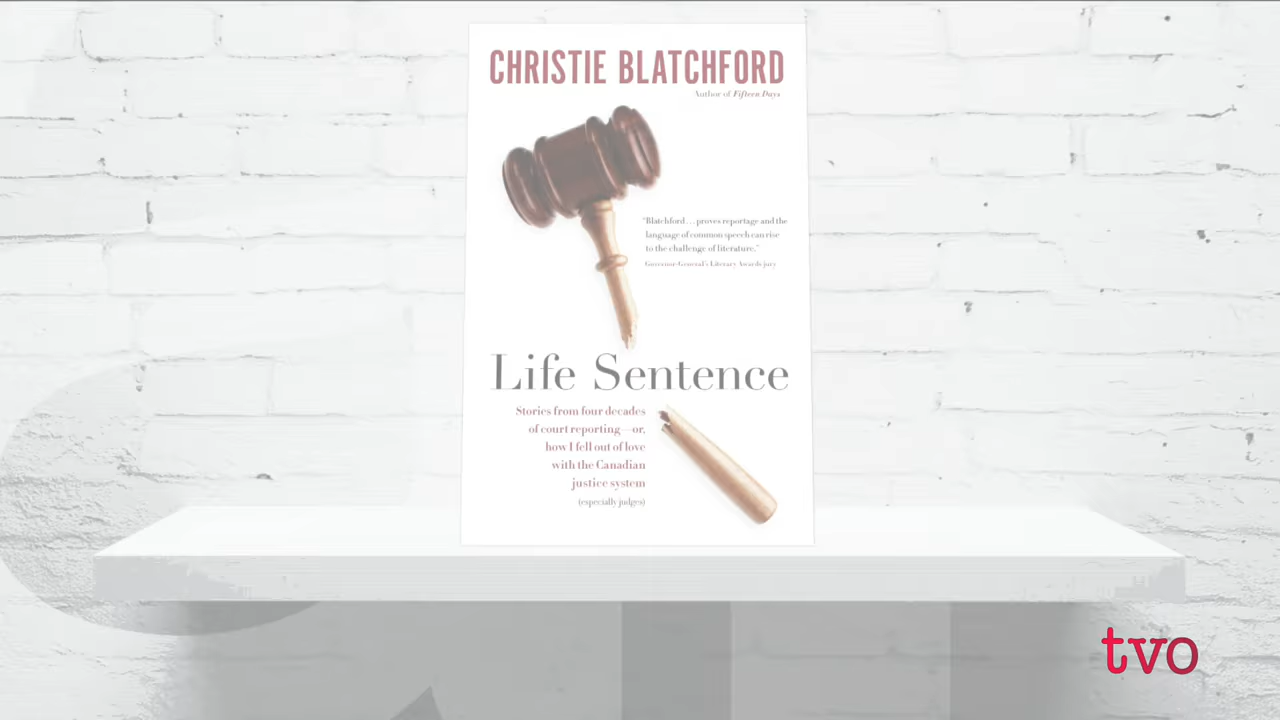 CHRISTIE BLATCHFORD
Author of Fifteen Days
"Blatchford... proves reportage and the
language of common speech can rise
to the challenge of literature."
Governor-General's Literary Awards jury
Life Sentence
Stories from four decades
of court reporting—or,
how I fell out of love
with the Canadian
justice system
(especially judges)
tvo